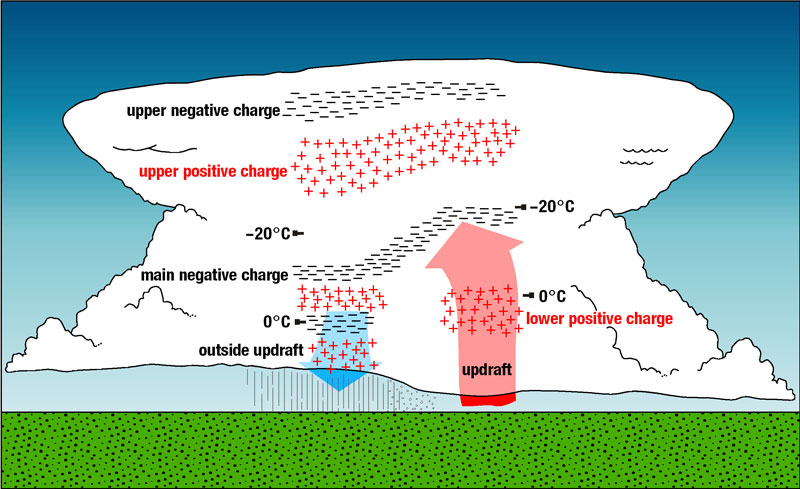 upper negative charge
upper positive charge
−20°C
−20°C
main negative charge
0°C
0°C
lower positive charge
outside updraft
updraft